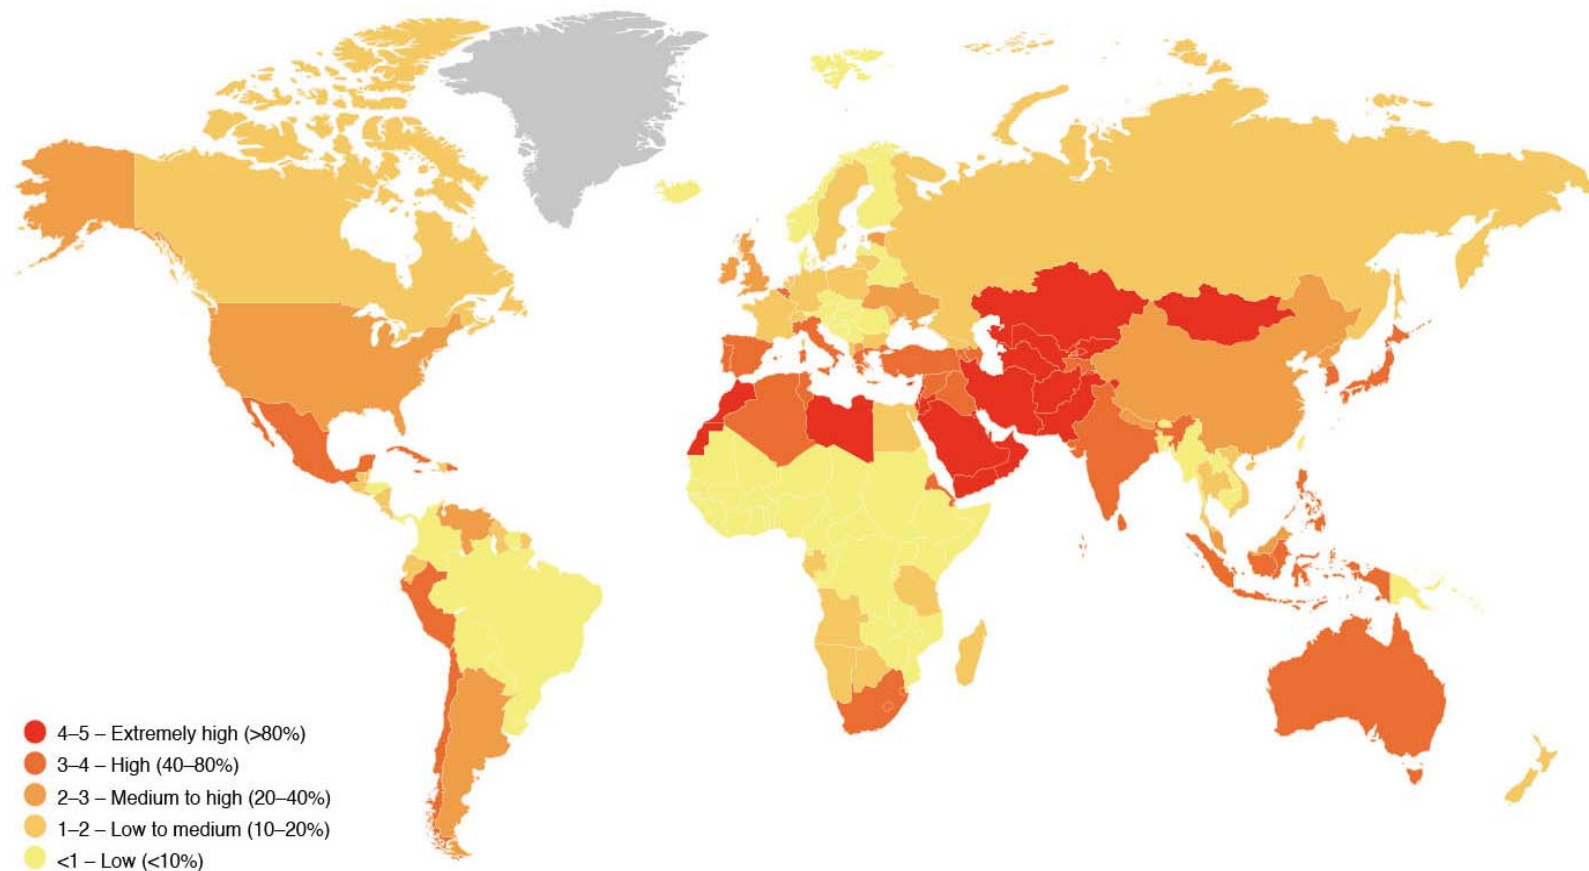 4–5 – Extremely high (>80%)
3–4 – High (40–80%)
2–3 – Medium to high (20–40%)
1–2 – Low to medium (10–20%)
<1 – Low (<10%)